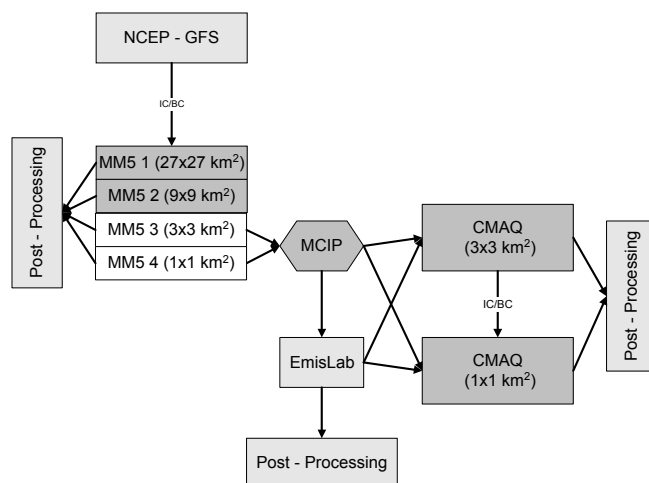 NCEP - GFS
IC/BC
Post - Processing
MM5 1 (27x27 km²)
MM5 2 (9x9 km²)
MM5 3 (3x3 km²)
MM5 4 (1x1 km²)
MCIP
CMAQ
(3x3 km²)
IC/BC
Post - Processing
EmisLab
CMAQ
(1x1 km²)
Post - Processing